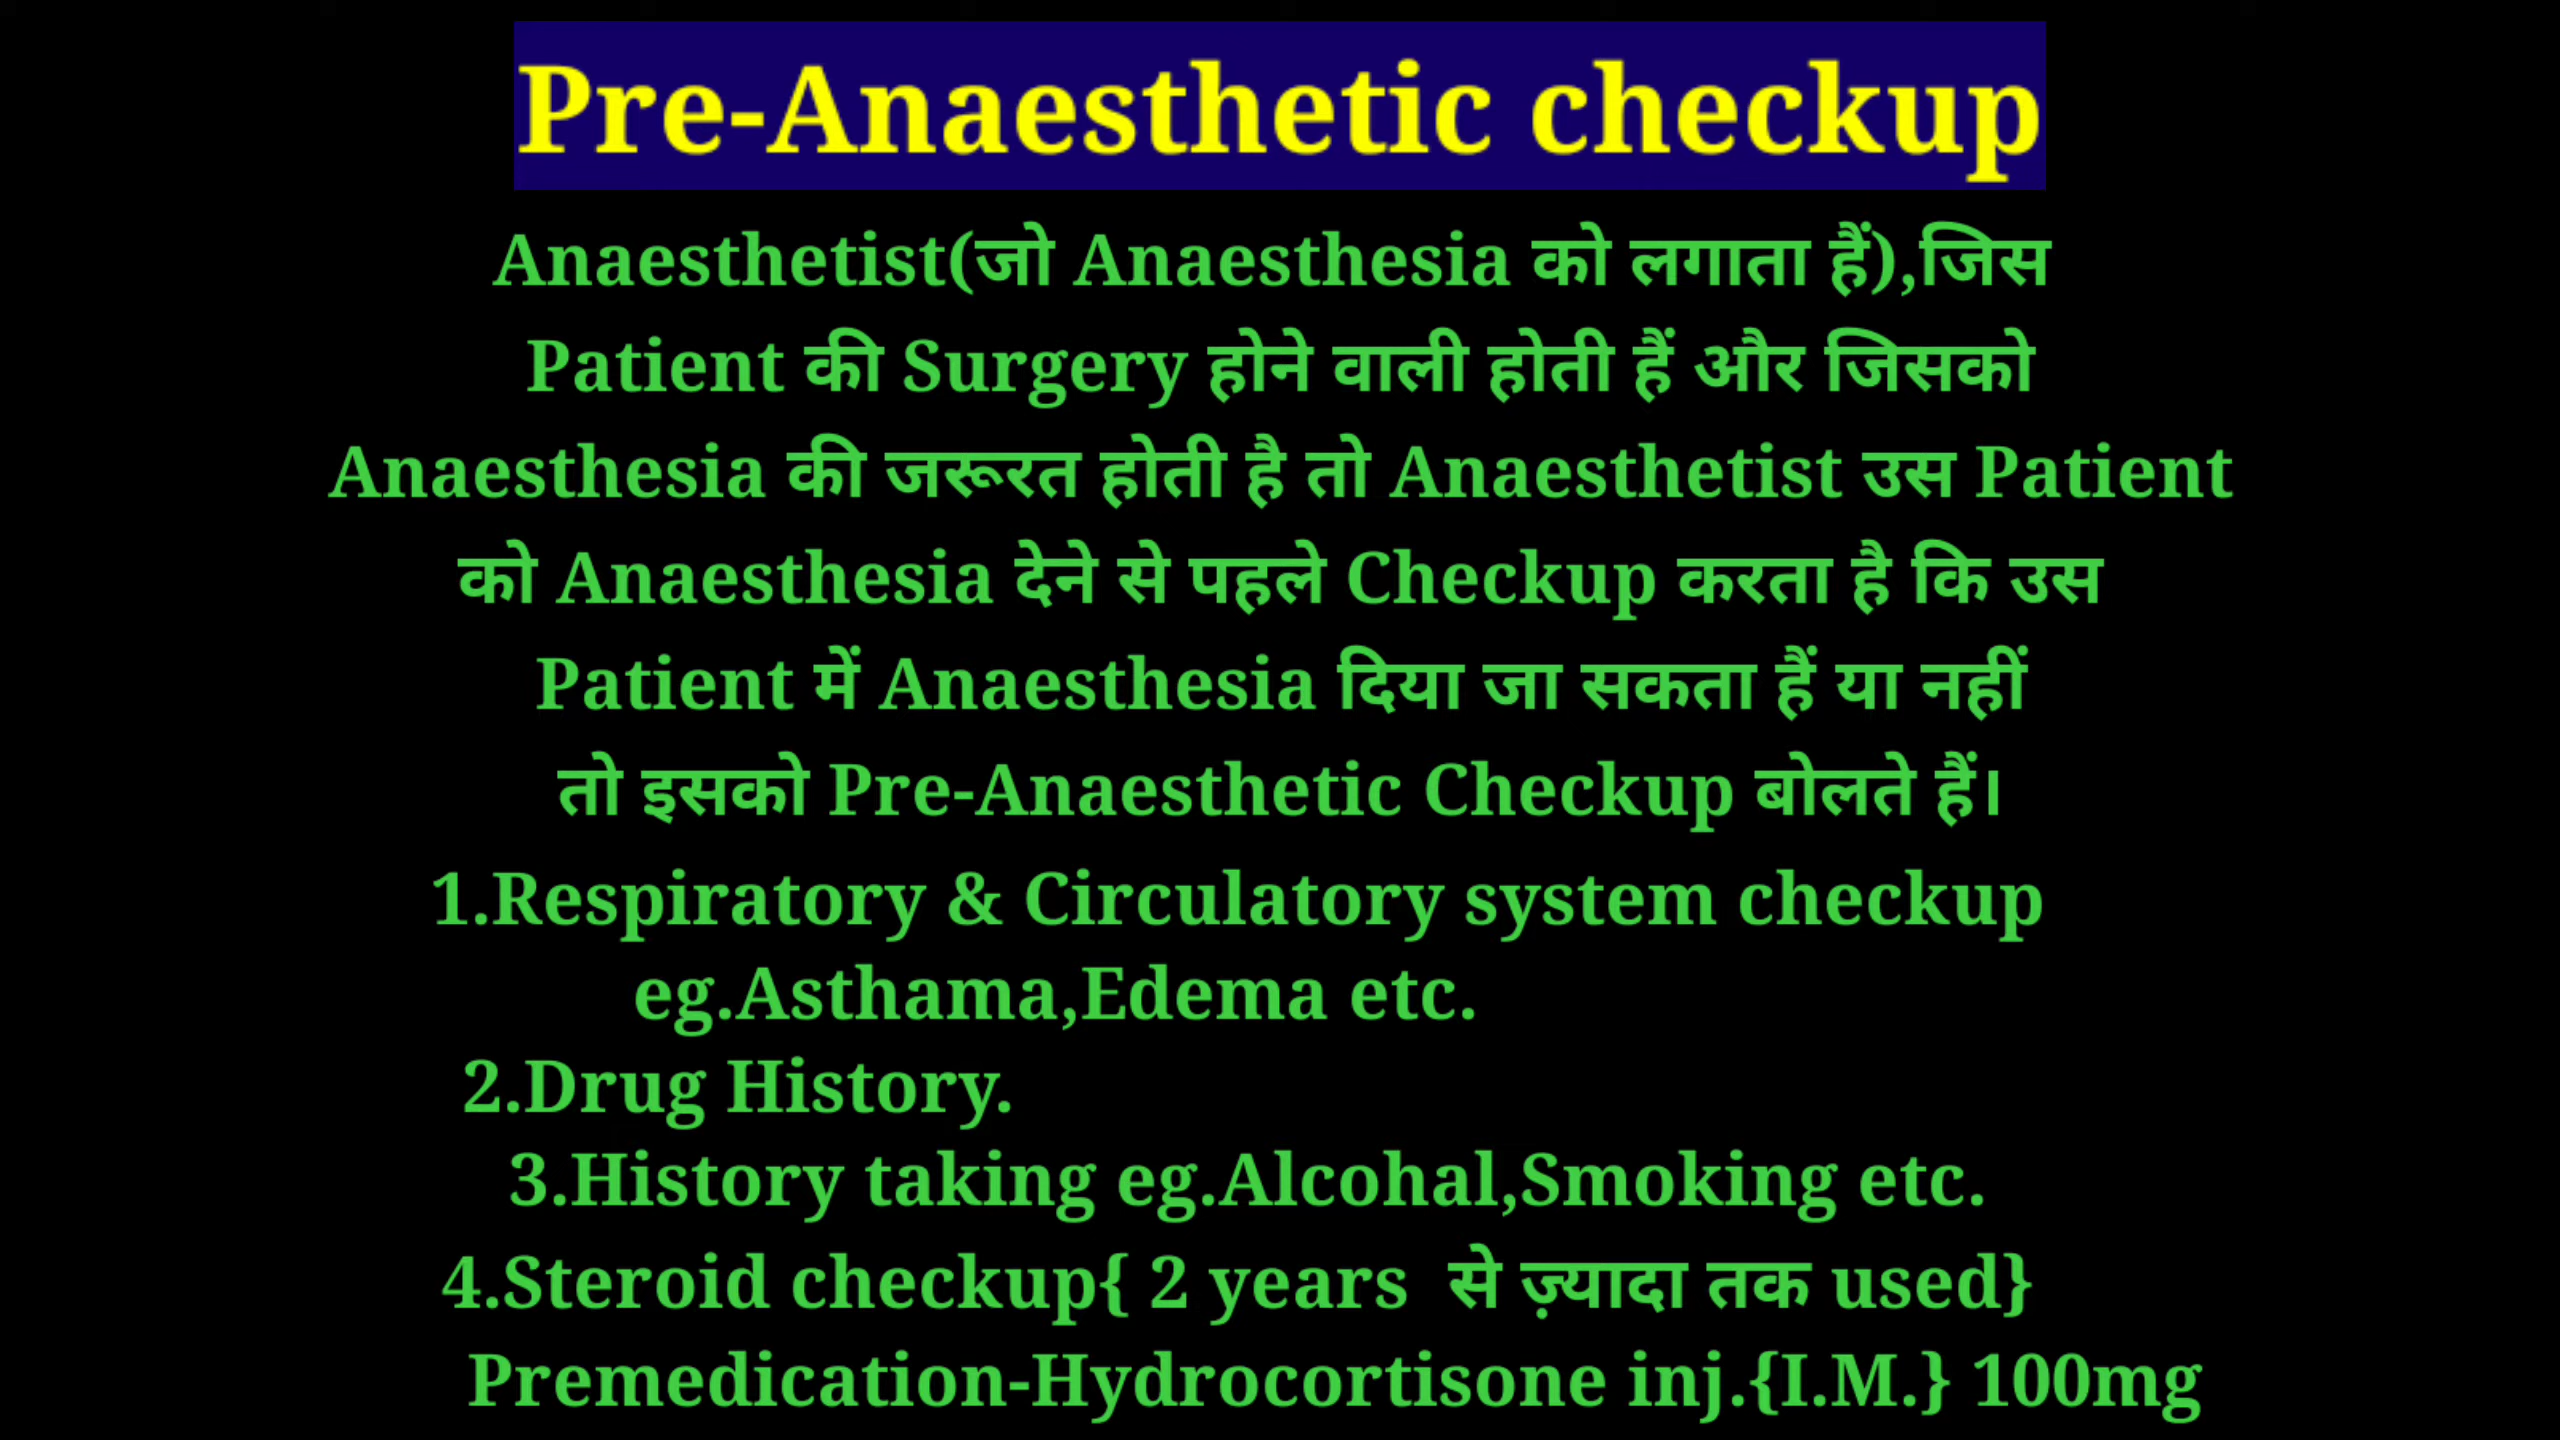 Pre-Anaesthetic checkup
Anaesthetist(जो Anaesthesia को लगाता हैं),जिस
Patient की Surgery होने वाली होती हैं और जिसको
Anaesthesia की जरूरत होती है तो Anaesthetist उस Patient
को Anaesthesia देने से पहले Checkup करता है कि उस
Patient में Anaesthesia दिया जा सकता हैं या नहीं
तो इसको Pre-Anaesthetic Checkup बोलते हैं।
1.Respiratory & Circulatory system checkup
eg.Asthama,Edema etc.
2.Drug History.
3.History taking eg.Alcohal,Smoking etc.
4.Steroid checkup{ 2 years से ज़्यादा तक used}
Premedication-Hydrocortisone inj.{I.M.} 100mg